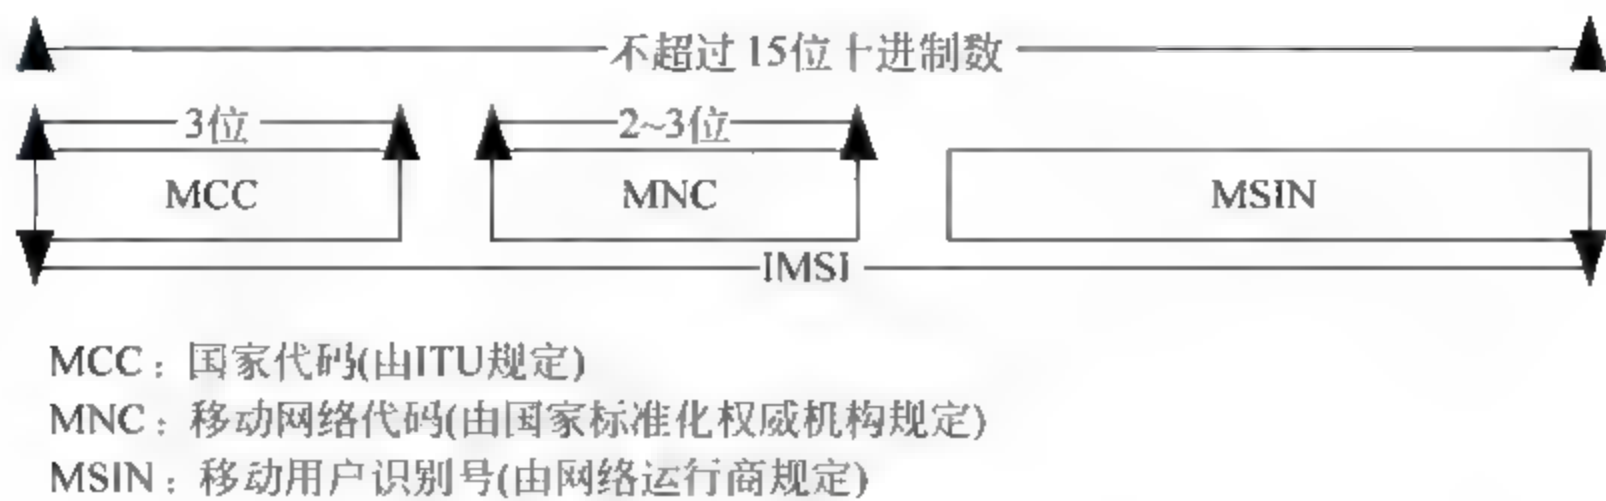 不超过15位十进制数
3位
2~3位
MCC
MNC
MSIN
IMSI
MCC：国家代码(由ITU规定)
MNC：移动网络代码(由国家标准化权威机构规定)
MSIN：移动用户识别号(由网络运行商规定)